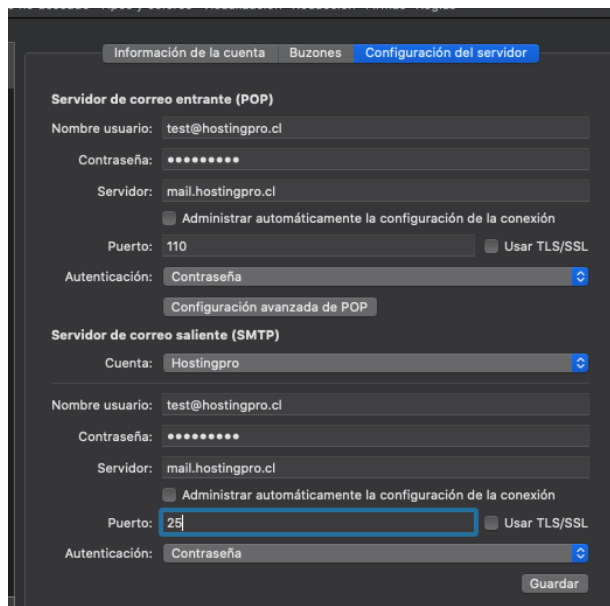 Información de la cuenta Buzones Configuración del servidor
Servidor de correo entrante (POP)
Nombre usuario: test@hostingpro.cl
Contraseña: •••••••••
Servidor: mail.hostingpro.cl
Administrar automáticamente la configuración de la conexión
Puerto: 110 Usar TLS/SSL
Autenticación: Contraseña
Configuración avanzada de POP
Servidor de correo saliente (SMTP)
Cuenta: Hostingpro
Nombre usuario: test@hostingpro.cl
Contraseña: •••••••••
Servidor: mail.hostingpro.cl
Administrar automáticamente la configuración de la conexión
Puerto: 25 Usar TLS/SSL
Autenticación: Contraseña
Guardar